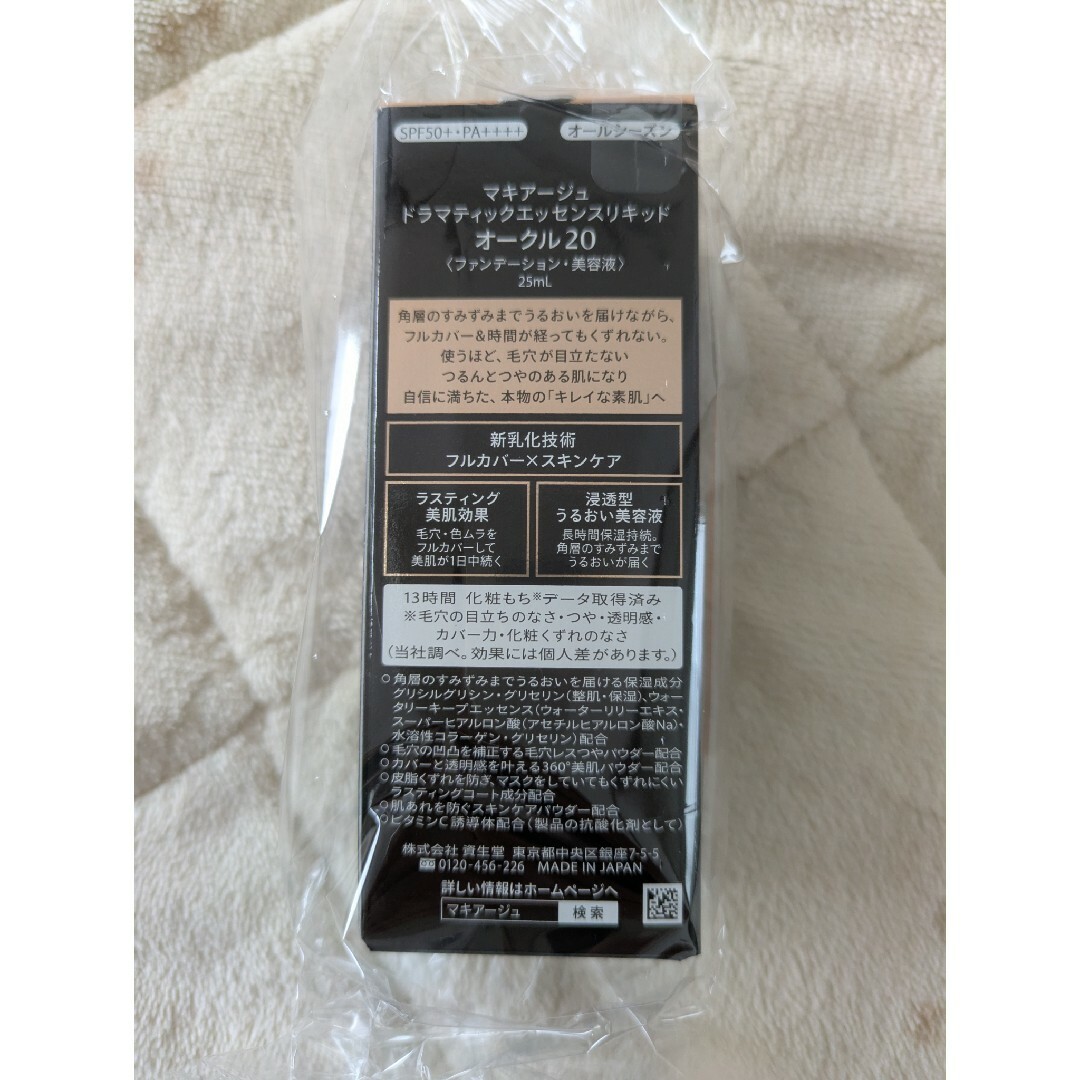 SPF50+・PA++++ オールシーズン
マキアージュ
ドラマティックエッセンスリキッド
オークル20
〈ファンデーション・美容液〉
25mL
角層のすみずみまでうるおいを届けながら、
フルカバー&時間が経ってもくずれない。
使うほど、毛穴が目立たない
つるんとつやのある肌になり
自信に満ちた、本物の「キレイな素肌」へ
新乳化技術
フルカバー×スキンケア
ラスティング
美肌効果
毛穴・色ムラを
フルカバーして
美肌が1日中続く
浸透型
うるおい美容液
長時間保湿持続。
角層のすみずみまで
うるおいが届く
13時間 化粧もち※データ取得済み
※毛穴の目立ちのなさ・つや・透明感・
カバー力・化粧くずれのなさ
(当社調べ。効果には個人差があります。)
○角層のすみずみまでうるおいを届ける保湿成分
グリシルグリシン・グリセリン(整肌・保湿)、ウォー
タリーキープエッセンス(ウォーターリリーエキス・
スーパーヒアルロン酸(アセチルヒアルロン酸Na)・
水溶性コラーゲン・グリセリン)配合
○毛穴の凹凸を補正する毛穴レスつやパウダー配合
○カバーと透明感を叶える360°美肌パウダー配合
○皮脂くずれを防ぎ、マスクをしていてもくずれにくい
ラスティングコート成分配合
○肌あれを防ぐスキンケアパウダー配合
○ビタミンC誘導体配合(製品の抗酸化剤として)
株式会社 資生堂 東京都中央区銀座7-5-5
0120-456-226 MADE IN JAPAN
詳しい情報はホームページへ
マキアージュ 検索